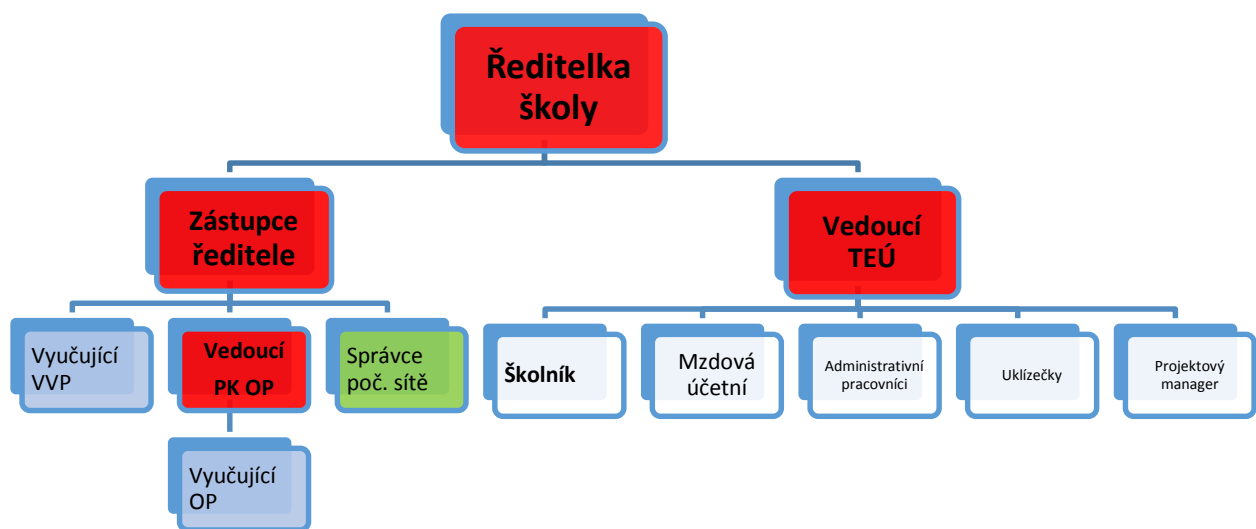 Ředitelka
školy
Zástupce
ředitele
Vedoucí
TEÚ
Vyučující
VVP
Vedoucí
PK OP
Správce
poč. sítě
Školník
Mzdová
účetní
Administrativní
pracovníci
Uklízečky
Projektový
manager
Vyučující
OP